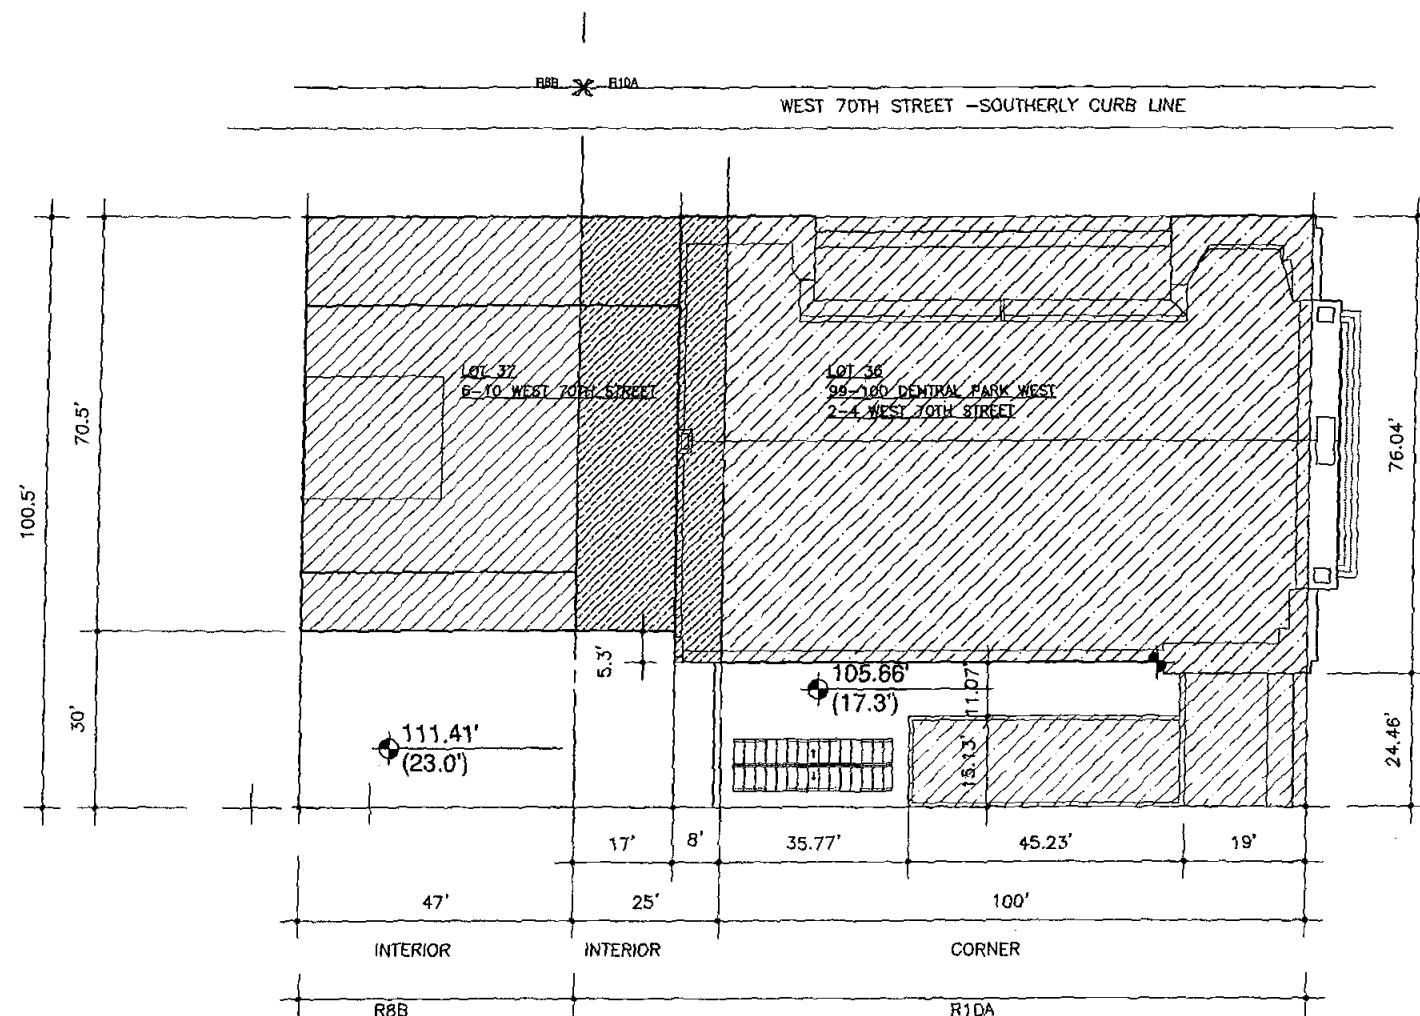 R8B R10A
WEST 70TH STREET -SOUTHERLY CURB LINE
LOT 37
6-10 WEST 70TH STREET
LOT 36
99-100 CENTRAL PARK WEST
2-4 WEST 70TH STREET
70.5'
100.5'
76.04'
5.3'
105.66'
(17.3')
11.07'
30'
111.41'
(23.0')
15.13'
24.46'
17'
8'
35.77'
45.23'
19'
47'
25'
100'
INTERIOR
INTERIOR
CORNER
R8B
R10A